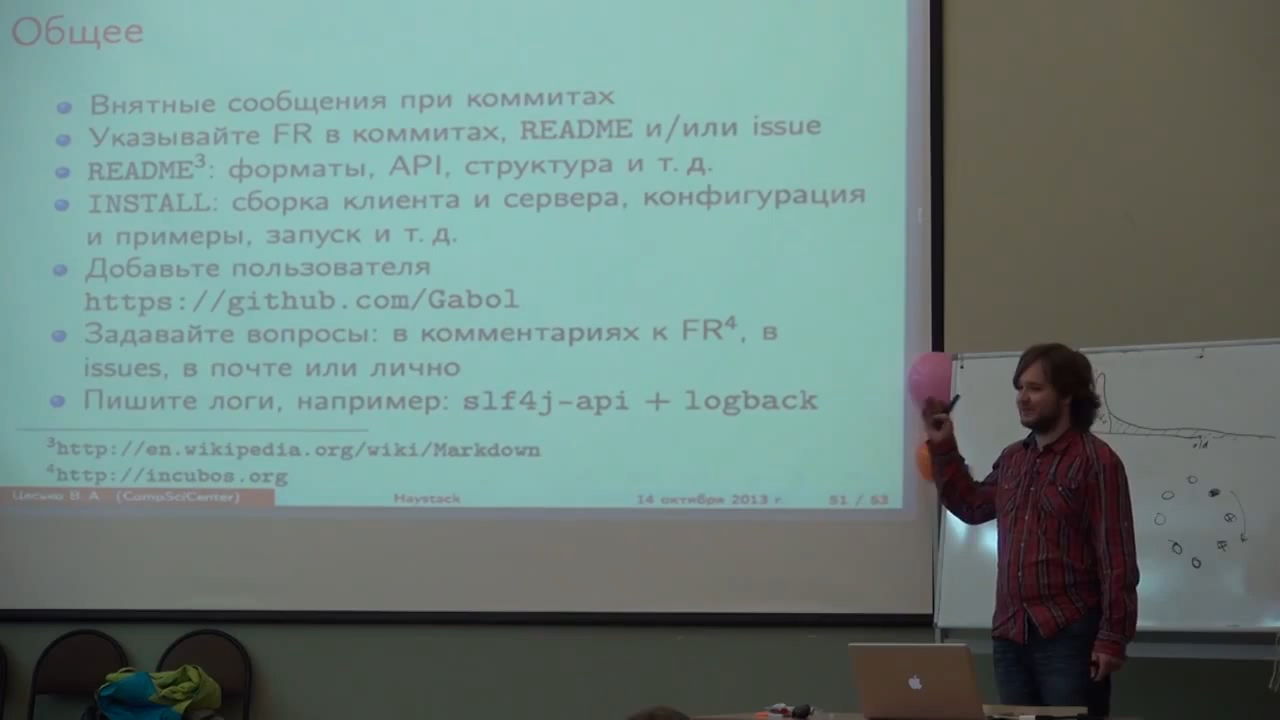 Общее
Внятные сообщения при коммитах
Указывайте FR в коммитах, README и/или issue
README³: форматы, API, структура и т. д.
INSTALL: сборка клиента и сервера, конфигурация
и примеры, запуск и т. д.
Добавьте пользователя
https://github.com/Gabol
Задавайте вопросы: в комментариях к FR⁴, в
issues, в почте или лично
Пишите логи, например: slf4j-api + logback
³http://en.wikipedia.org/wiki/Markdown
⁴http://incubos.org
Цесько В. А. (CompSciCenter) Haystack 14 октября 2013 г. 51 / 53